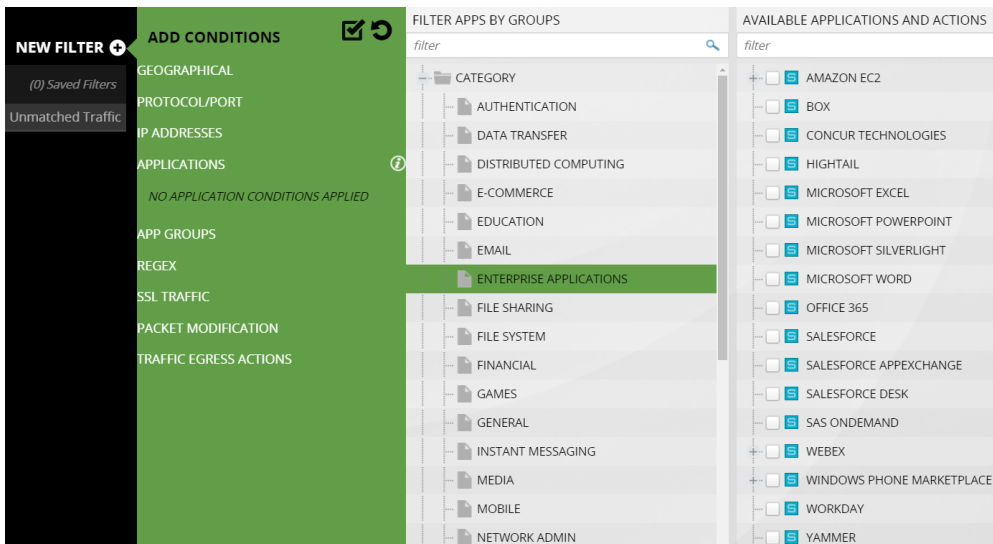 NEW FILTER
(0) Saved Filters
Unmatched Traffic
ADD CONDITIONS
GEOGRAPHICAL
PROTOCOL/PORT
IP ADDRESSES
APPLICATIONS
NO APPLICATION CONDITIONS APPLIED
APP GROUPS
REGEX
SSL TRAFFIC
PACKET MODIFICATION
TRAFFIC EGRESS ACTIONS
FILTER APPS BY GROUPS
filter
CATEGORY
AUTHENTICATION
DATA TRANSFER
DISTRIBUTED COMPUTING
E-COMMERCE
EDUCATION
EMAIL
ENTERPRISE APPLICATIONS
FILE SHARING
FILE SYSTEM
FINANCIAL
GAMES
GENERAL
INSTANT MESSAGING
MEDIA
MOBILE
NETWORK ADMIN
AVAILABLE APPLICATIONS AND ACTIONS
filter
S AMAZON EC2
S BOX
S CONCUR TECHNOLOGIES
S HIGHTAIL
S MICROSOFT EXCEL
S MICROSOFT POWERPOINT
S MICROSOFT SILVERLIGHT
S MICROSOFT WORD
S OFFICE 365
S SALESFORCE
S SALESFORCE APPEXCHANGE
S SALESFORCE DESK
S SAS ONDEMAND
S WEBEX
S WINDOWS PHONE MARKETPLACE
S WORKDAY
S YAMMER